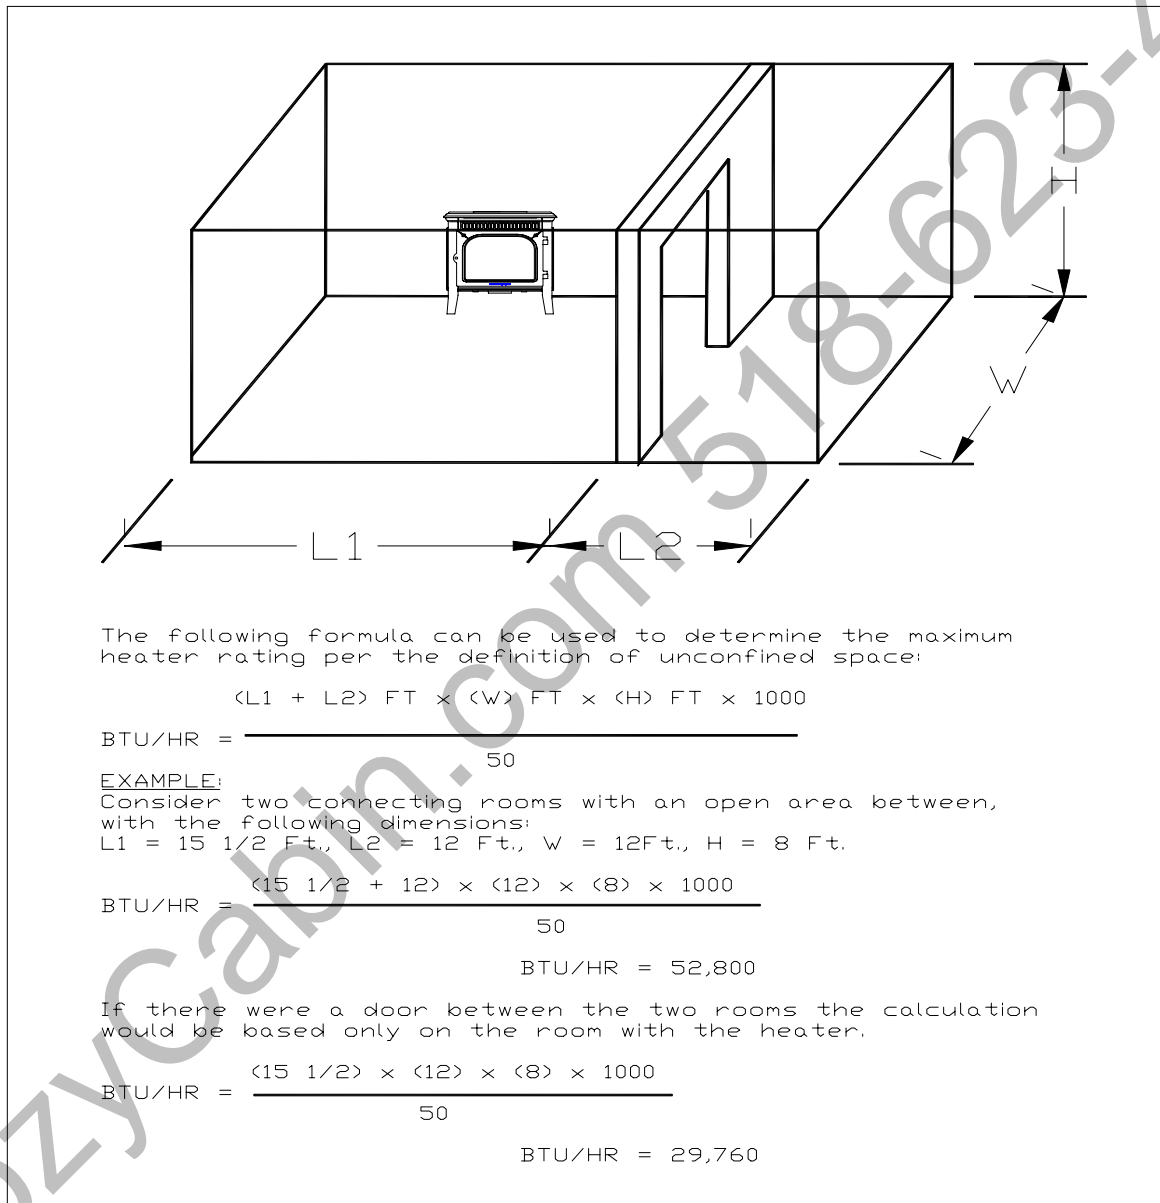 H
W
L1
L2
The following formula can be used to determine the maximum
heater rating per the definition of unconfined space:
(L1 + L2) FT x (W) FT x (H) FT x 1000
BTU/HR =
50
EXAMPLE:
Consider two connecting rooms with an open area between,
with the following dimensions:
L1 = 15 1/2 Ft., L2 = 12 Ft., W = 12Ft., H = 8 Ft.
(15 1/2 + 12) x (12) x (8) x 1000
BTU/HR =
50
BTU/HR = 52,800
If there were a door between the two rooms the calculation
would be based only on the room with the heater.
(15 1/2) x (12) x (8) x 1000
BTU/HR =
50
BTU/HR = 29,760
ozyCabin.com 518-623-4